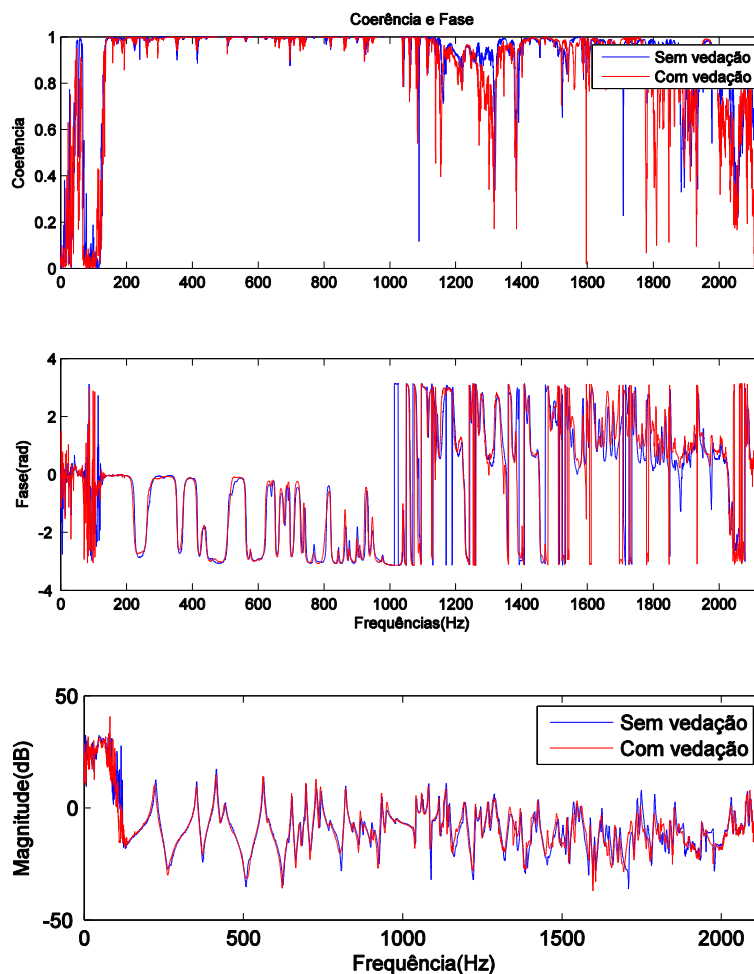 Coerência e Fase
1
0.8
0.6
0.4
0.2
0
Coerência
Sem vedação
Com vedação
0 200 400 600 800 1000 1200 1400 1600 1800 2000
4
2
0
-2
-4
Fase(rad)
0 200 400 600 800 1000 1200 1400 1600 1800 2000
Frequências(Hz)
50
0
-50
Magnitude(dB)
Sem vedação
Com vedação
0 500 1000 1500 2000
Frequência(Hz)